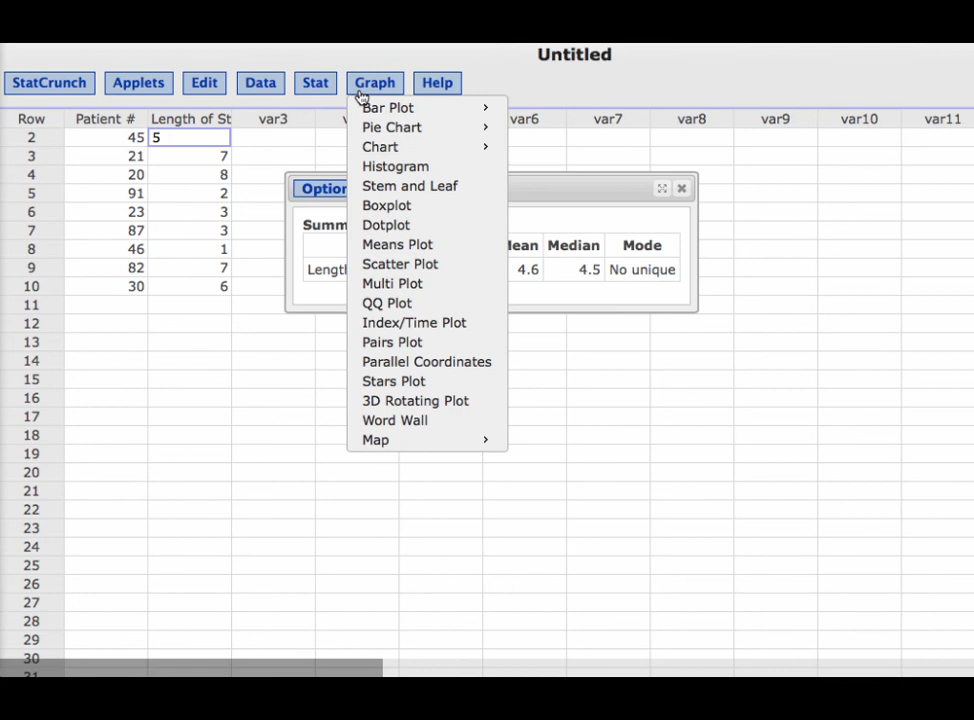 Untitled
StatCrunch Applets Edit Data Stat Graph Help
Row Patient # Length of St var3 var6 var7 var8 var9 var10 var11
2 45 5
3 21 7
4 20 8
5 91 2
6 23 3
7 87 3
8 46 1
9 82 7
10 30 6
11
12
13
14
15
16
17
18
19
20
21
22
23
24
25
26
27
28
29
30
31
Bar Plot
Pie Chart
Chart
Histogram
Stem and Leaf
Boxplot
Dotplot
Means Plot
Scatter Plot
Multi Plot
QQ Plot
Index/Time Plot
Pairs Plot
Parallel Coordinates
Stars Plot
3D Rotating Plot
Word Wall
Map
Option
Summ
Mean Median Mode
Length 4.6 4.5 No unique